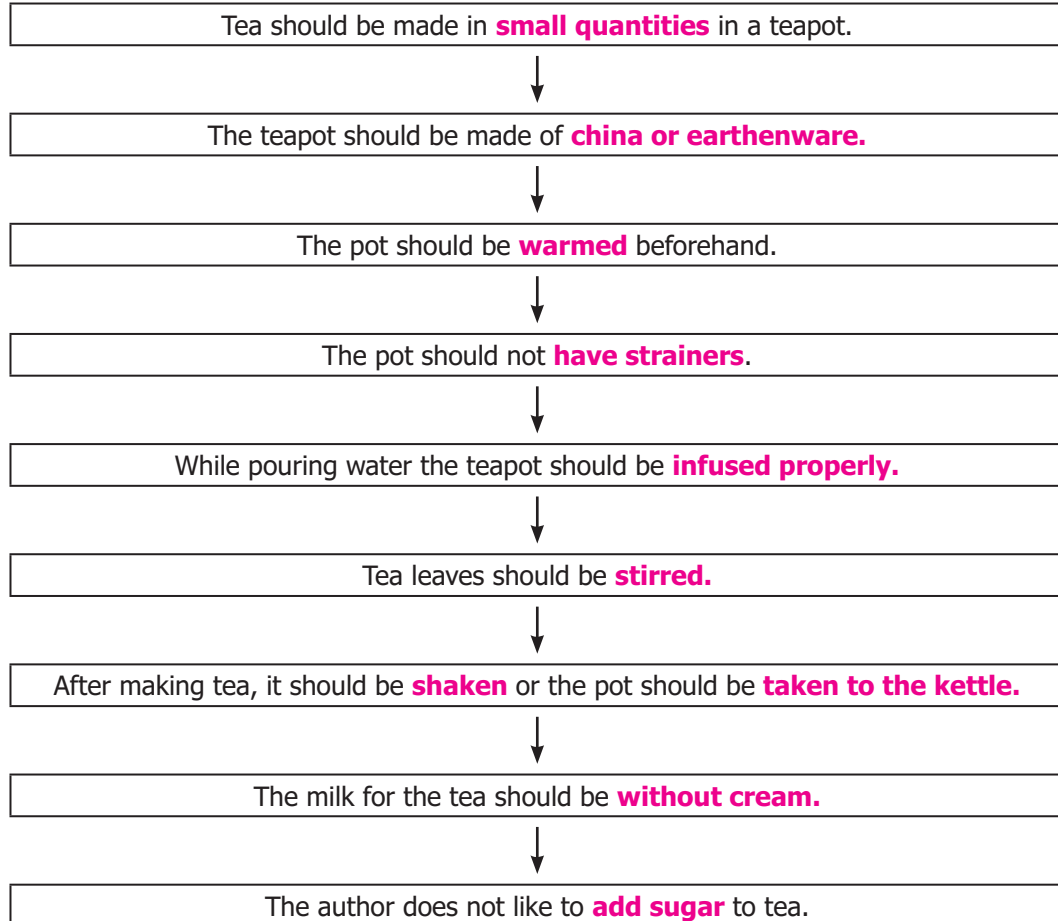 Tea should be made in small quantities in a teapot.
The teapot should be made of china or earthenware.
The pot should be warmed beforehand.
The pot should not have strainers.
While pouring water the teapot should be infused properly.
Tea leaves should be stirred.
After making tea, it should be shaken or the pot should be taken to the kettle.
The milk for the tea should be without cream.
The author does not like to add sugar to tea.